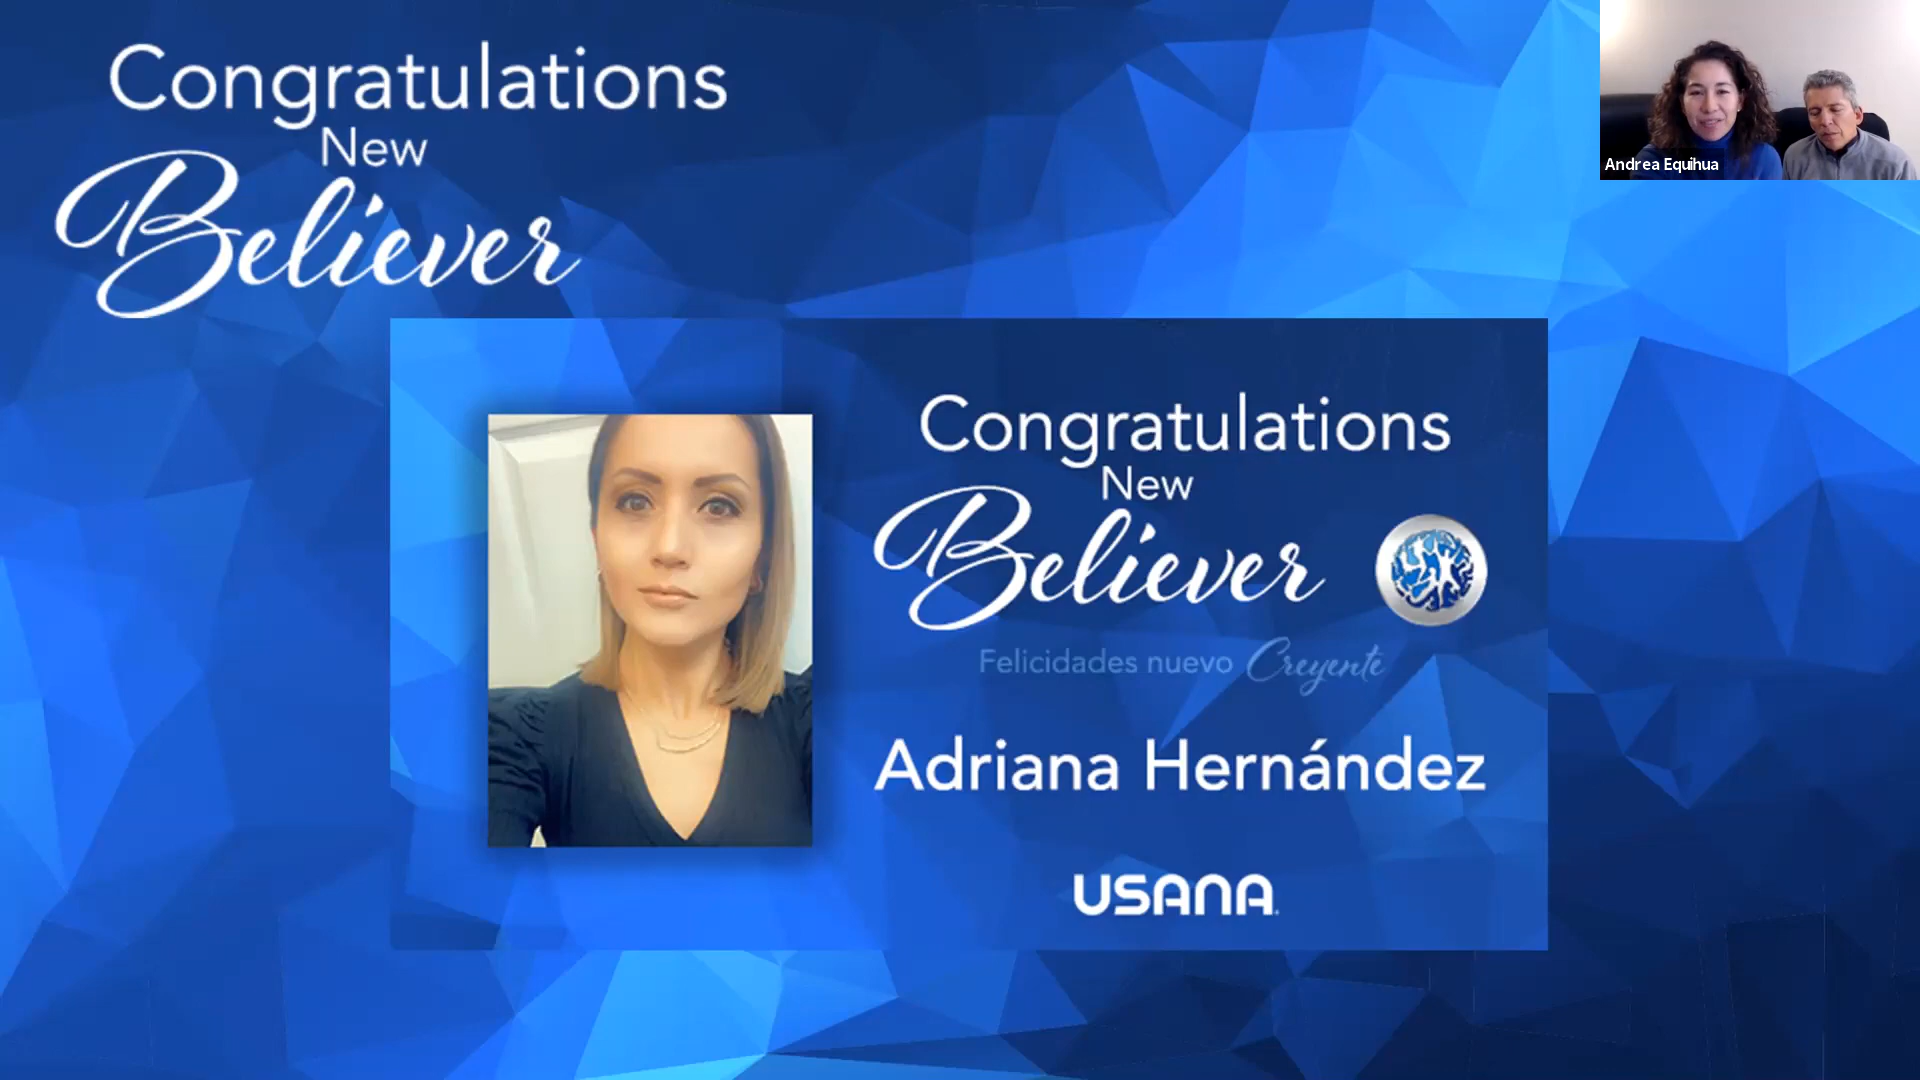 Congratulations
New
Believer
Andrea Equihua
Congratulations
New
Believer
Felicidades nuevo Creyente
Adriana Hernández
USANA